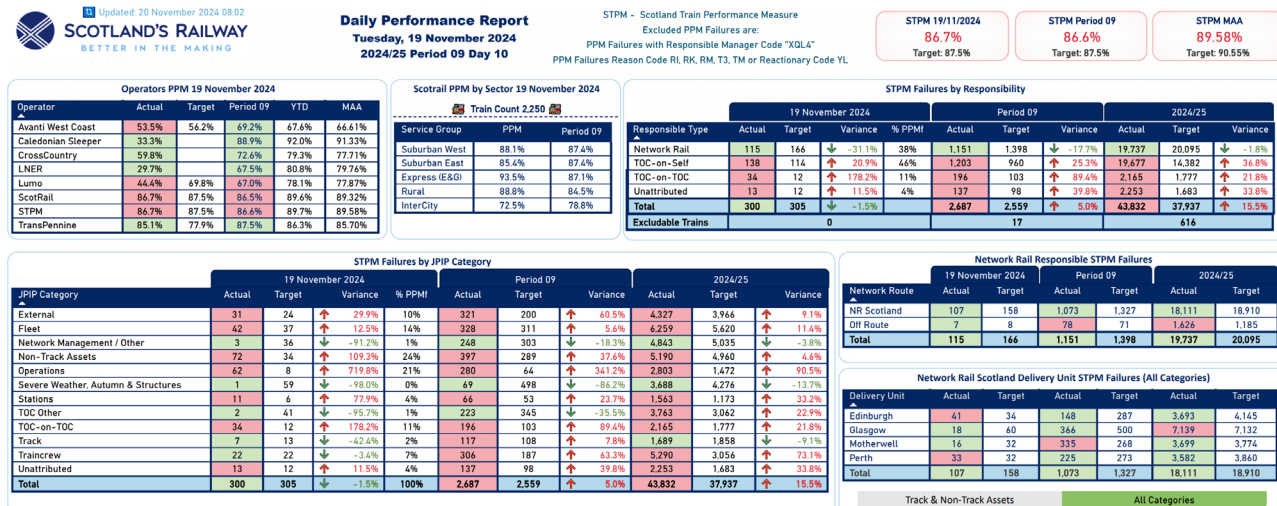 Updated: 20 November 2024 08:02
SCOTLAND'S RAILWAY
BETTER IN THE MAKING
Daily Performance Report
Tuesday, 19 November 2024
2024/25 Period 09 Day 10
STPM - Scotland Train Performance Measure
Excluded PPM Failures are:
PPM Failures with Responsible Manager Code "XQL4"
PPM Failures Reason Code RI, RK, RM, T3, TM or Reactionary Code YL
STPM 19/11/2024
86.7%
Target: 87.5%
STPM Period 09
86.6%
Target: 87.5%
STPM MAA
89.58%
Target: 90.55%
Operators PPM 19 November 2024
Operator Actual Target Period 09 YTD MAA
Avanti West Coast 53.5% 56.2% 69.2% 67.6% 66.61%
Caledonian Sleeper 33.3% 88.9% 92.0% 91.33%
CrossCountry 59.8% 72.6% 79.3% 77.71%
LNER 29.7% 67.5% 80.8% 79.76%
Lumo 44.4% 69.8% 67.0% 78.1% 77.87%
ScotRail 86.7% 87.5% 86.5% 89.6% 89.32%
STPM 86.7% 87.5% 86.6% 89.7% 89.58%
TransPennine 85.1% 77.9% 87.5% 86.3% 85.70%
Scotrail PPM by Sector 19 November 2024
Train Count 2,250
Service Group PPM Period 09
Suburban West 88.1% 87.4%
Suburban East 85.4% 87.4%
Express (E&G) 93.5% 87.1%
Rural 88.8% 84.5%
InterCity 72.5% 78.8%
STPM Failures by Responsibility
19 November 2024 Period 09 2024/25
Responsible Type Actual Target Variance % PPMf Actual Target Variance Actual Target Variance
Network Rail 115 166 -31.1% 38% 1,151 1,398 -17.7% 19,737 20,095 -1.8%
TOC-on-Self 138 114 20.9% 46% 1,203 960 25.3% 19,677 14,382 36.8%
TOC-on-TOC 34 12 178.2% 11% 196 103 89.4% 2,165 1,777 21.8%
Unattributed 13 12 11.5% 4% 137 98 39.8% 2,253 1,683 33.8%
Total 300 305 -1.5% 2,687 2,559 5.0% 43,832 37,937 15.5%
Excludable Trains 0 17 616
STPM Failures by JPIP Category
19 November 2024 Period 09 2024/25
JPIP Category Actual Target Variance % PPMf Actual Target Variance Actual Target Variance
External 31 24 29.9% 10% 321 200 60.5% 4,327 3,966 9.1%
Fleet 42 37 12.5% 14% 328 311 5.6% 6,259 5,620 11.4%
Network Management / Other 3 36 -91.2% 1% 248 303 -18.3% 4,843 5,035 -3.8%
Non-Track Assets 72 34 109.3% 24% 397 289 37.6% 5,190 4,960 4.6%
Operations 62 8 719.8% 21% 280 64 341.2% 2,803 1,472 90.5%
Severe Weather, Autumn & Structures 1 59 -98.0% 0% 69 498 -86.2% 3,688 4,276 -13.7%
Stations 11 6 77.9% 4% 66 53 23.7% 1,563 1,173 33.2%
TOC Other 2 41 -95.7% 1% 223 345 -35.5% 3,763 3,062 22.9%
TOC-on-TOC 34 12 178.2% 11% 196 103 89.4% 2,165 1,777 21.8%
Track 7 13 -42.4% 2% 117 108 7.8% 1,689 1,858 -9.1%
Traincrew 22 22 -3.4% 7% 306 187 63.3% 5,290 3,056 73.1%
Unattributed 13 12 11.5% 4% 137 98 39.8% 2,253 1,683 33.8%
Total 300 305 -1.5% 100% 2,687 2,559 5.0% 43,832 37,937 15.5%
Network Rail Responsible STPM Failures
19 November 2024 Period 09 2024/25
Network Route Actual Target Actual Target Actual Target
NR Scotland 107 158 1,073 1,327 18,111 18,910
Off Route 7 8 78 71 1,626 1,185
Total 115 166 1,151 1,398 19,737 20,095
Network Rail Scotland Delivery Unit STPM Failures (All Categories)
Delivery Unit Actual Target Actual Target Actual Target
Edinburgh 41 34 148 287 3,693 4,145
Glasgow 18 60 366 500 7,139 7,132
Motherwell 16 32 335 268 3,699 3,774
Perth 33 32 225 273 3,582 3,860
Total 107 158 1,073 1,327 18,111 18,910
Track & Non-Track Assets All Categories